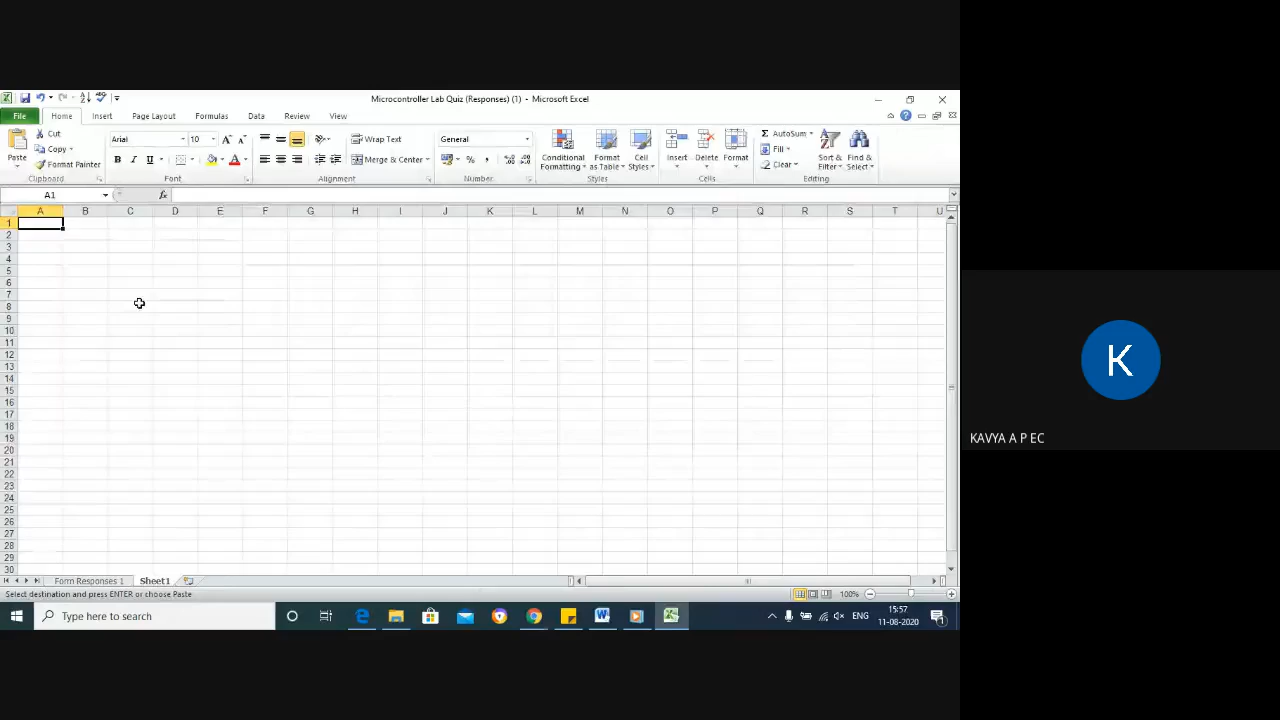 Microcontroller Lab Quiz (Responses) (1) - Microsoft Excel
File Home Insert Page Layout Formulas Data Review View
Paste
Cut
Copy
Format Painter
Clipboard
Arial 10
B I U A
Font
Wrap Text
Merge & Center
Alignment
General
%
Number
Conditional Formatting
Format as Table
Cell Styles
Styles
Insert
Delete
Format
Cells
Σ AutoSum
Fill
Clear
Sort & Filter
Find & Select
Editing
A1 fx
A B C D E F G H I J K L M N O P Q R S T U
1
2
3
4
5
6
7
8
9
10
11
12
13
14
15
16
17
18
19
20
21
22
23
24
25
26
27
28
29
30
K
KAVYA A P EC
Form Responses 1 Sheet1
Select destination and press ENTER or choose Paste
100%
Type here to search
ENG
15:57
11-08-2020
1